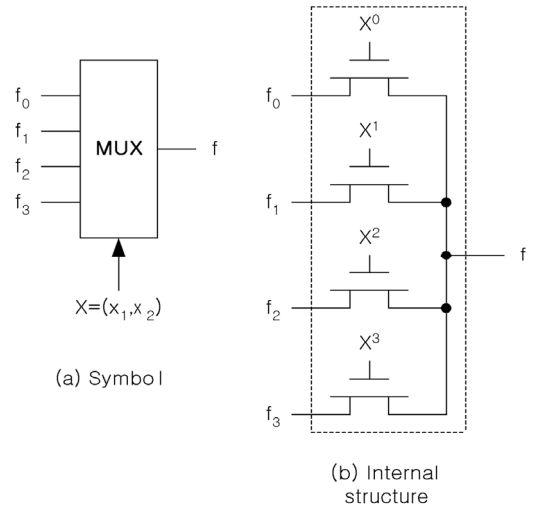 f₀
f₁
f₂
f₃
MUX
f
X=(x₁,x₂)
(a) Symbol
X⁰
f₀
X¹
f₁
X²
f
f₂
X³
f₃
(b) Internal
structure